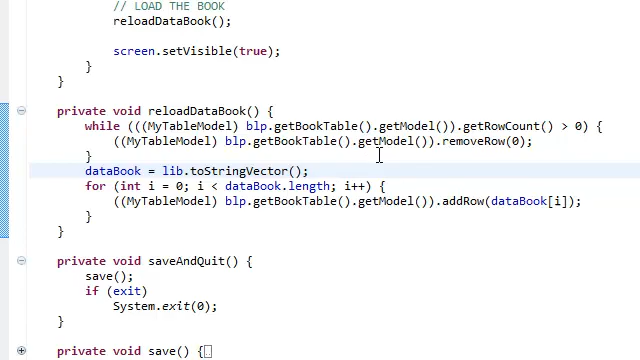 // LOAD THE BOOK
reloadDataBook();
screen.setVisible(true);
}
}
private void reloadDataBook() {
while (((MyTableModel) blp.getBookTable().getModel()).getRowCount() > 0) {
((MyTableModel) blp.getBookTable().getModel()).removeRow(0);
}
dataBook = lib.toStringVector();
for (int i = 0; i < dataBook.length; i++) {
((MyTableModel) blp.getBookTable().getModel()).addRow(dataBook[i]);
}
}
private void saveAndQuit() {
save();
if (exit)
System.exit(0);
}
private void save() {